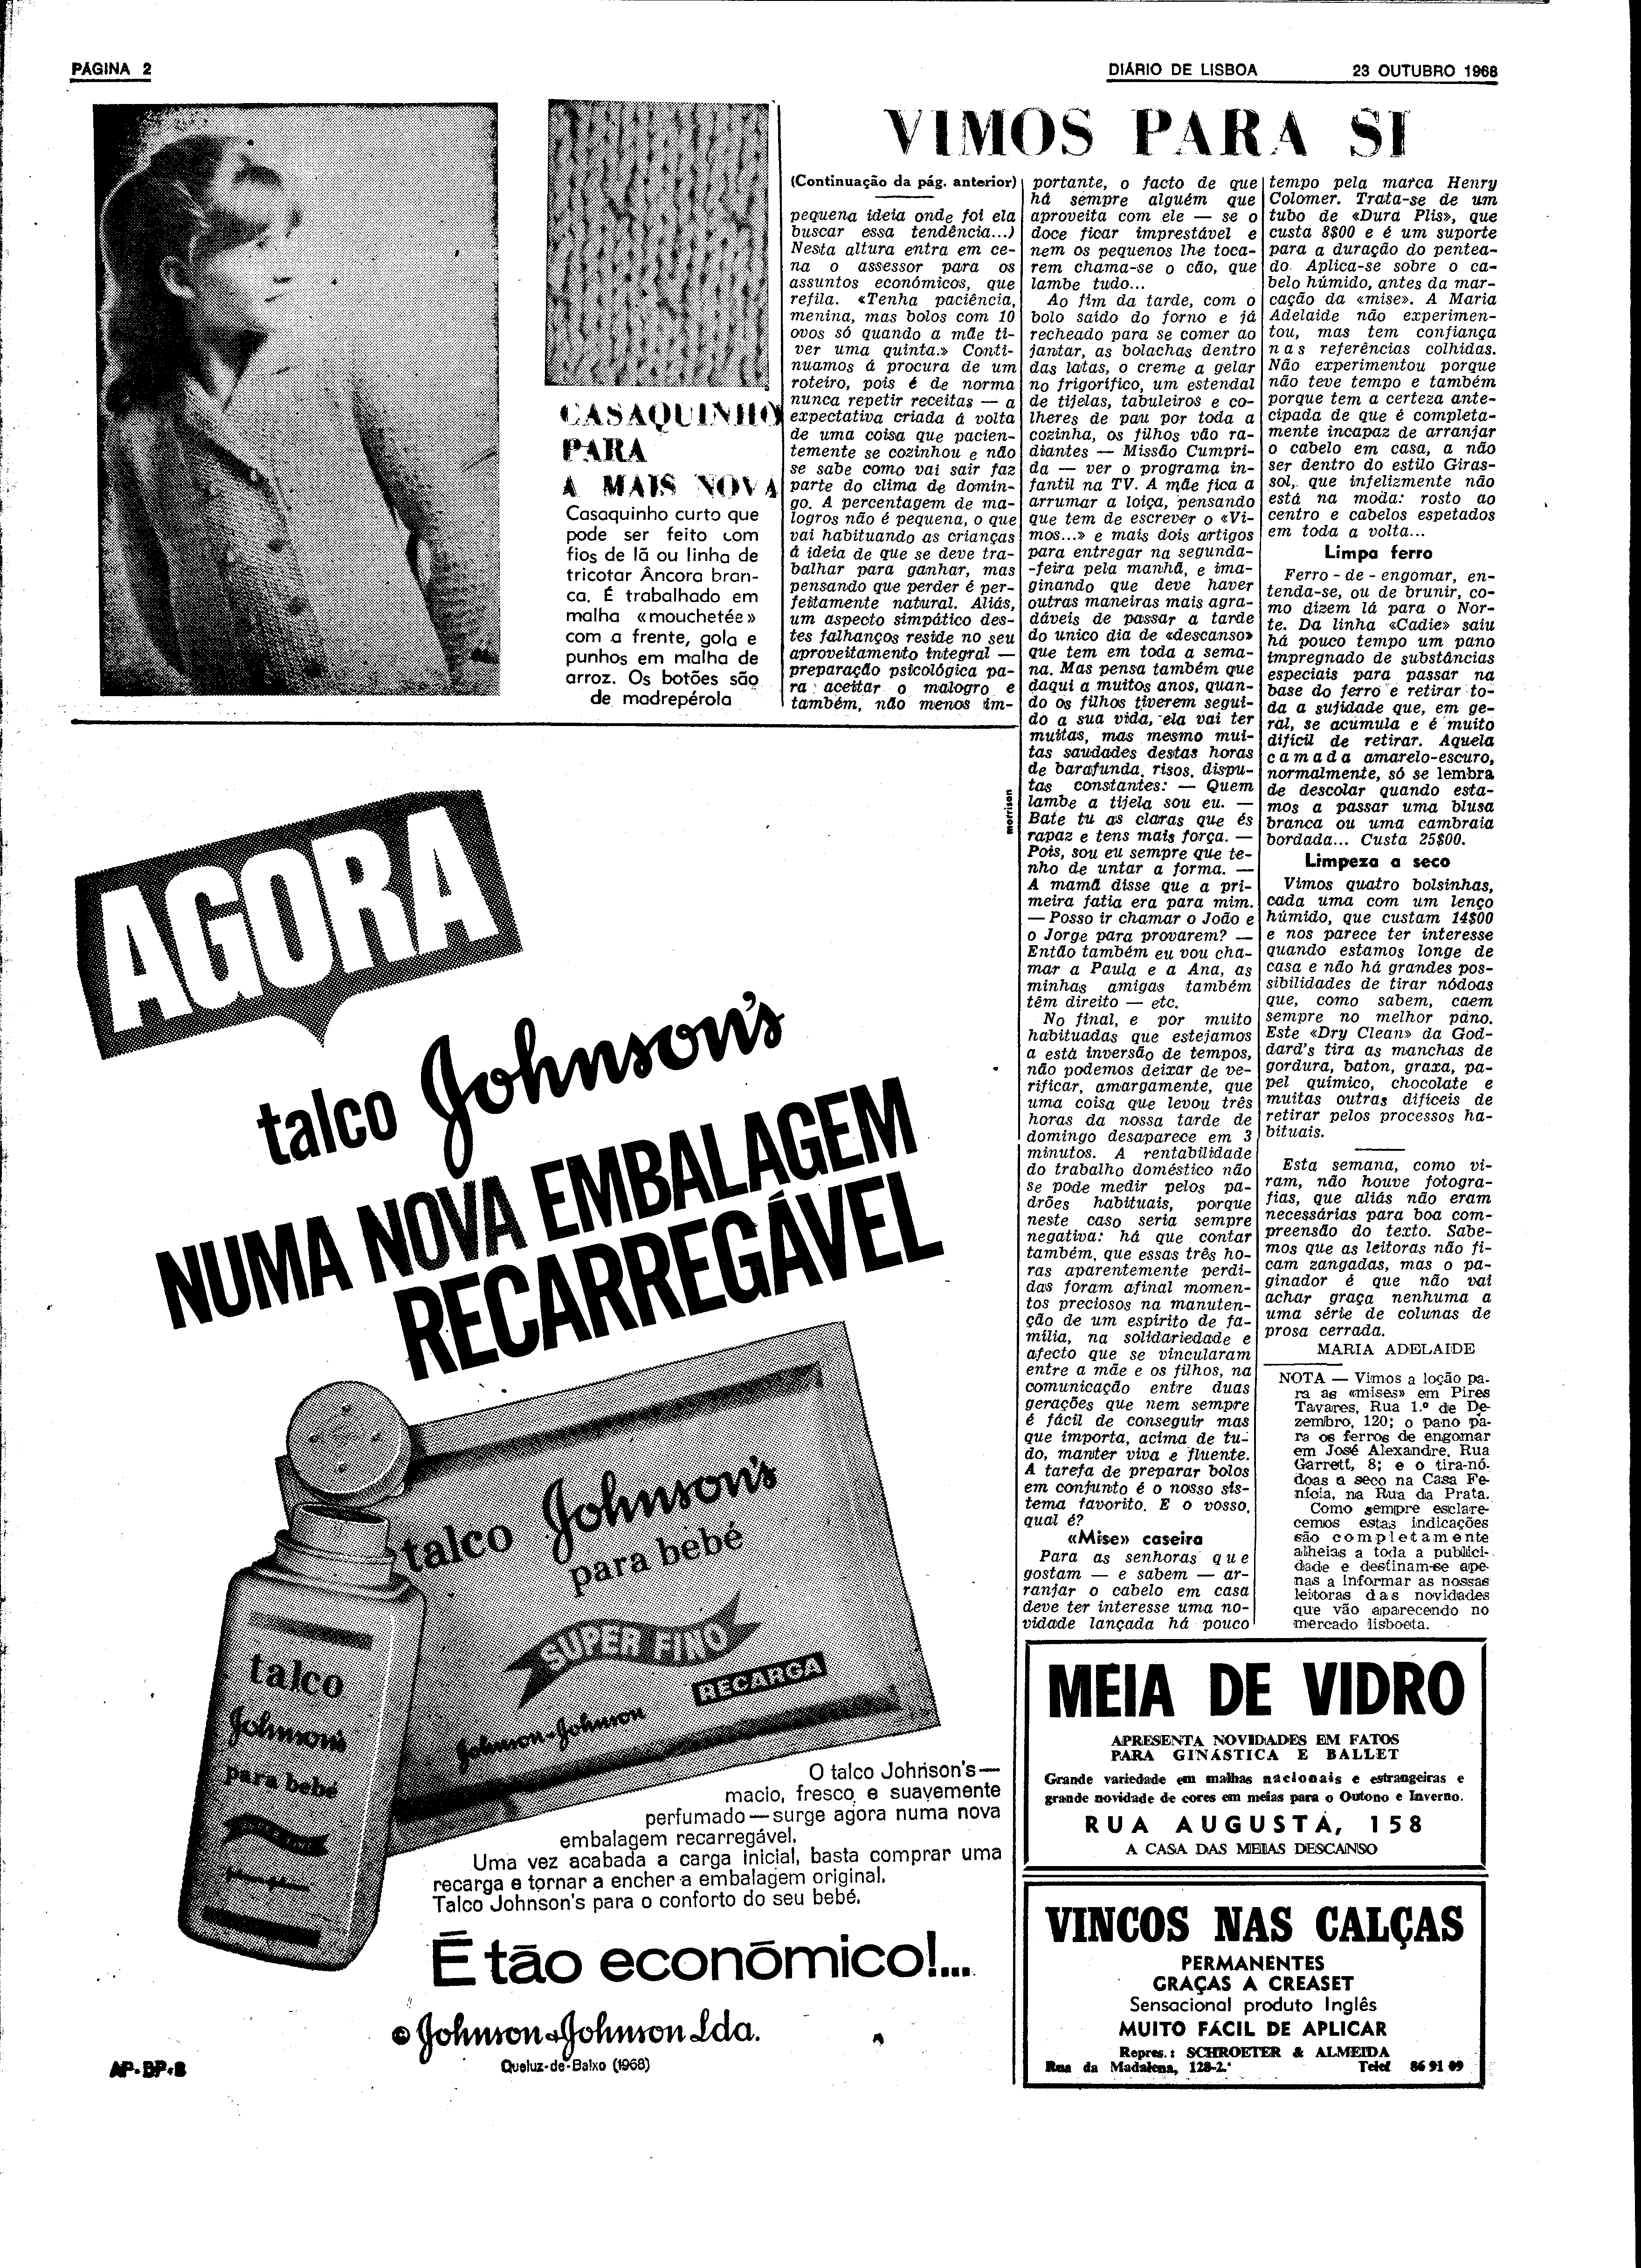 PÁGINA 2
DIÁRIO DE LISBOA
23 OUTUBRO 1968
CASAQUINHO
PARA
A MAIS NOVA
Casaquinho curto que
pode ser feito com
fios de lã ou linha de
tricotar Âncora bran-
ca. É trabalhado em
malha «mouchetée»
com a frente, gola e
punhos em malha de
arroz. Os botões são
de madrepérola
VIMOS PARA SI
(Continuação da pág. anterior)
pequena ideia onde foi ela
buscar essa tendência...)
Nesta altura entra em ce-
na o assessor para os
assuntos económicos, que
refila. «Tenha paciência,
menina, mas bolos com 10
ovos só quando a mãe ti-
ver uma quinta.» Conti-
nuamos á procura de um
roteiro, pois é de norma
nunca repetir receitas — a
expectativa criada á volta
de uma coisa que pacien-
temente se cozinhou e não
se sabe como vai sair faz
parte do clima de domin-
go. A percentagem de ma-
logros não é pequena, o que
vai habituando as crianças
á ideia de que se deve tra-
balhar para ganhar, mas
pensando que perder é per-
feitamente natural. Aliás,
um aspecto simpático des-
tes falhanços reside no seu
aproveitamento integral —
preparação psicológica pa-
ra aceitar o malogro e
também, não menos im-
portante, o facto de que
há sempre alguém que
aproveita com ele — se o
doce ficar imprestável e
nem os pequenos lhe toca-
rem chama-se o cão, que
lambe tudo...
Ao fim da tarde, com o
bolo saído do forno e já
recheado para se comer ao
jantar, as bolachas dentro
das latas, o creme a gelar
no frigorífico, um estendal
de tijelas, tabuleiros e co-
lheres de pau por toda a
cozinha, os filhos vão ra-
diantes — Missão Cumpri-
da — ver o programa in-
fantil na TV. A mãe fica a
arrumar a loiça, pensando
que tem de escrever o «Vi-
mos...» e mais dois artigos
para entregar na segunda-
-feira pela manhã, e ima-
ginando que deve haver
outras maneiras mais agra-
dáveis de passar a tarde
do unico dia de «descanso»
que tem em toda a sema-
na. Mas pensa também que
daqui a muitos anos, quan-
do os filhos tiverem segui-
do a sua vida, ela vai ter
muitas, mas mesmo mui-
tas saudades destas horas
de barafunda, risos, dispu-
tas constantes: — Quem
lambe a tijela sou eu. —
Bate tu as claras que és
rapaz e tens mais força. —
Pois, sou eu sempre que te-
nho de untar a forma. —
A mamã disse que a pri-
meira fatia era para mim.
— Posso ir chamar o João e
o Jorge para provarem? —
Então também eu vou cha-
mar a Paula e a Ana, as
minhas amigas também
têm direito — etc.
No final, e por muito
habituadas que estejamos
a está inversão de tempos,
não podemos deixar de ve-
rificar, amargamente, que
uma coisa que levou três
horas da nossa tarde de
domingo desaparece em 3
minutos. A rentabilidade
do trabalho doméstico não
se pode medir pelos pa-
drões habituais, porque
neste caso seria sempre
negativa: há que contar
também, que essas três ho-
ras aparentemente perdi-
das foram afinal momen-
tos preciosos na manuten-
ção de um espírito de fa-
mília, na solidariedade e
afecto que se vincularam
entre a mãe e os filhos, na
comunicação entre duas
gerações que nem sempre
é fácil de conseguir mas
que importa, acima de tu-
do, manter viva e fluente.
A tarefa de preparar bolos
em conjunto é o nosso sis-
tema favorito. E o vosso,
qual é?
«Mise» caseira
Para as senhoras que
gostam — e sabem — ar-
ranjar o cabelo em casa
deve ter interesse uma no-
vidade lançada há pouco
tempo pela marca Henry
Colomer. Trata-se de um
tubo de «Dura Plis», que
custa 8$00 e é um suporte
para a duração do pentea-
do. Aplica-se sobre o ca-
belo húmido, antes da mar-
cação da «mise». A Maria
Adelaide não experimen-
tou, mas tem confiança
nas referências colhidas.
Não experimentou porque
não teve tempo e também
porque tem a certeza ante-
cipada de que é completa-
mente incapaz de arranjar
o cabelo em casa, a não
ser dentro do estilo Giras-
sol, que infelizmente não
está na moda: rosto ao
centro e cabelos espetados
em toda a volta...
Limpa ferro
Ferro-de-engomar, en-
tenda-se, ou de brunir, co-
mo dizem lá para o Nor-
te. Da linha «Cadie» saiu
há pouco tempo um pano
impregnado de substâncias
especiais para passar na
base do ferro e retirar to-
da a sujidade que, em ge-
ral, se acumula e é muito
dificil de retirar. Aquela
camada amarelo-escuro,
normalmente, só se lembra
de descolar quando esta-
mos a passar uma blusa
branca ou uma cambraia
bordada... Custa 25$00.
Limpeza a seco
Vimos quatro bolsinhas,
cada uma com um lenço
húmido, que custam 14$00
e nos parece ter interesse
quando estamos longe de
casa e não há grandes pos-
sibilidades de tirar nódoas
que, como sabem, caem
sempre no melhor pano.
Este «Dry Clean» da God-
dard's tira as manchas de
gordura, baton, graxa, pa-
pel químico, chocolate e
muitas outras difíceis de
retirar pelos processos ha-
bituais.
Esta semana, como vi-
ram, não houve fotogra-
fias, que aliás não eram
necessárias para boa com-
preensão do texto. Sabe-
mos que as leitoras não fi-
cam zangadas, mas o pa-
ginador é que não vai
achar graça nenhuma a
uma série de colunas de
prosa cerrada.
MARIA ADELAIDE
NOTA — Vimos a loção pa-
ra as «mises» em Pires
Tavares, Rua 1.º de De-
zembro, 120; o pano pa-
ra os ferros de engomar
em José Alexandre, Rua
Garrett, 8; e o tira-nó-
doas a seco na Casa Fe-
nícia, na Rua da Prata.
Como sempre esclare-
cemos estas indicações
são completamente
alheias a toda a publici-
dade e destinam-se ape-
nas a informar as nossas
leitoras das novidades
que vão aparecendo no
mercado lisboeta.
morrison
AGORA
talco Johnson's
NUMA NOVA EMBALAGEM
RECARREGÁVEL
talco Johnson's
para bebé
SUPER FINO
RECARGA
Johnson-Johnson
talco
Johnson's
para bebé
SUPER FINO
O talco Johnson's—
macio, fresco e suavemente
perfumado—surge agora numa nova
embalagem recarregável.
Uma vez acabada a carga inicial, basta comprar uma
recarga e tornar a encher a embalagem original.
Talco Johnson's para o conforto do seu bebé.
É tão económico!...
© Johnson & Johnson Lda.
Queluz-de-Baixo (1968)
AP-BP-8
MEIA DE VIDRO
APRESENTA NOVIDADES EM FATOS
PARA GINÁSTICA E BALLET
Grande variedade em malhas nacionais e estrangeiras e
grande novidade de cores em meias para o Outono e Inverno.
RUA AUGUSTA, 158
A CASA DAS MEIAS DESCANSO
VINCOS NAS CALÇAS
PERMANENTES
GRAÇAS A CREASET
Sensacional produto Inglês
MUITO FÁCIL DE APLICAR
Repres.: SCHROETER & ALMEIDA
Rua da Madalena, 128-2.º Telef 86 91 09